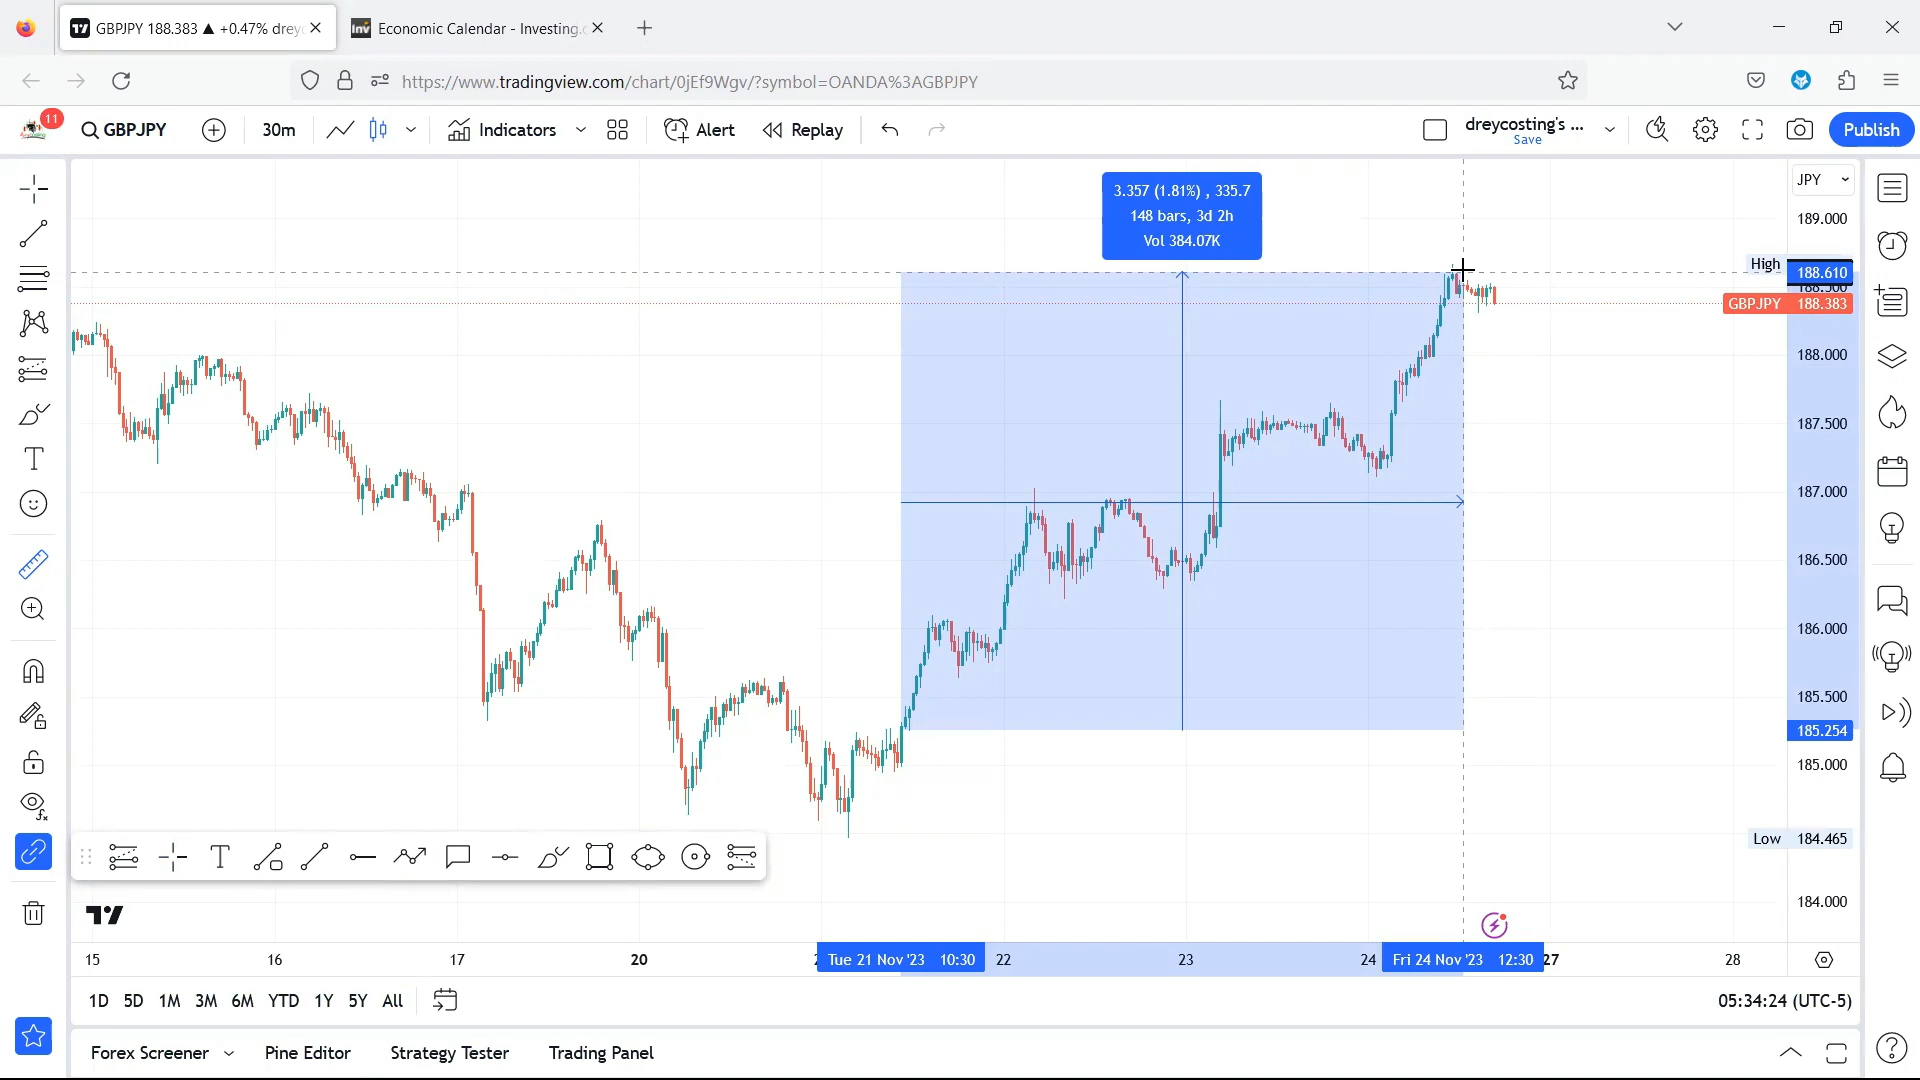 GBPJPY 188.383 ▲ +0.47% dreyc
Economic Calendar - Investing.c
https://www.tradingview.com/chart/0jEf9Wgv/?symbol=OANDA%3AGBPJPY
11
GBPJPY
30m
Indicators
Alert
Replay
dreycosting's ...
Save
Publish
JPY
3.357 (1.81%) , 335.7
148 bars, 3d 2h
Vol 384.07K
189.000
High 188.610
188.500
GBPJPY 188.383
188.000
187.500
187.000
186.500
186.000
185.500
185.254
185.000
Low 184.465
184.000
15 16 17 20 Tue 21 Nov '23 10:30 22 23 24 Fri 24 Nov '23 12:30 27 28
1D 5D 1M 3M 6M YTD 1Y 5Y All
05:34:24 (UTC-5)
Forex Screener Pine Editor Strategy Tester Trading Panel